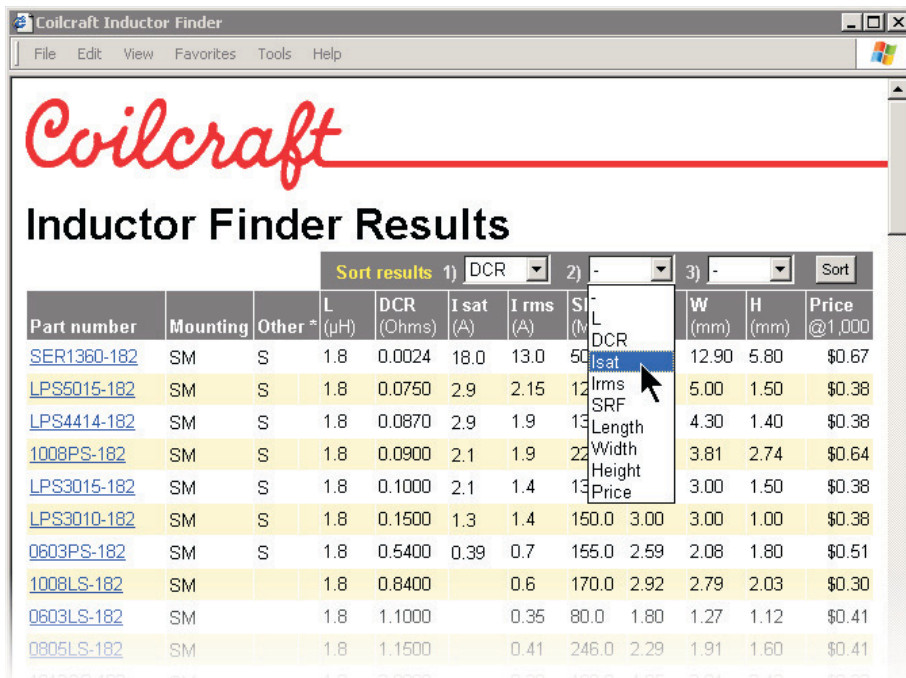 Coilcraft Inductor Finder
File Edit View Favorites Tools Help
Coilcraft
Inductor Finder Results
Sort results 1) DCR 2) - 3) - Sort
-
L
DCR
Isat
Irms
SRF
Length
Width
Height
Price
Part number Mounting Other * L (µH) DCR (Ohms) I sat (A) I rms (A) W (mm) H (mm) Price @1,000
SER1360-182 SM S 1.8 0.0024 18.0 13.0 12.90 5.80 $0.67
LPS5015-182 SM S 1.8 0.0750 2.9 2.15 5.00 1.50 $0.38
LPS4414-182 SM S 1.8 0.0870 2.9 1.9 4.30 1.40 $0.38
1008PS-182 SM S 1.8 0.0900 2.1 1.9 3.81 2.74 $0.64
LPS3015-182 SM S 1.8 0.1000 2.1 1.4 3.00 1.50 $0.38
LPS3010-182 SM S 1.8 0.1500 1.3 1.4 150.0 3.00 3.00 1.00 $0.38
0603PS-182 SM S 1.8 0.5400 0.39 0.7 155.0 2.59 2.08 1.80 $0.51
1008LS-182 SM 1.8 0.8400 0.6 170.0 2.92 2.79 2.03 $0.30
0603LS-182 SM 1.8 1.1000 0.35 80.0 1.80 1.27 1.12 $0.41
0805LS-182 SM 1.8 1.1500 0.41 246.0 2.29 1.91 1.60 $0.41